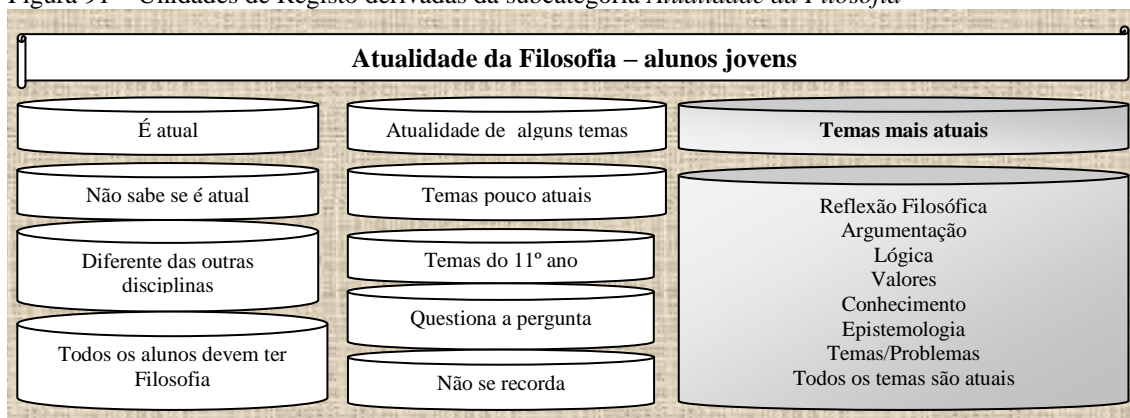 Figura 91 – Unidades de Registo derivadas da subcategoria Atualidade da Filosofia
Atualidade da Filosofia – alunos jovens
É atual
Não sabe se é atual
Diferente das outras
disciplinas
Todos os alunos devem ter
Filosofia
Atualidade de alguns temas
Temas pouco atuais
Temas do 11º ano
Questiona a pergunta
Não se recorda
Temas mais atuais
Reflexão Filosófica
Argumentação
Lógica
Valores
Conhecimento
Epistemologia
Temas/Problemas
Todos os temas são atuais